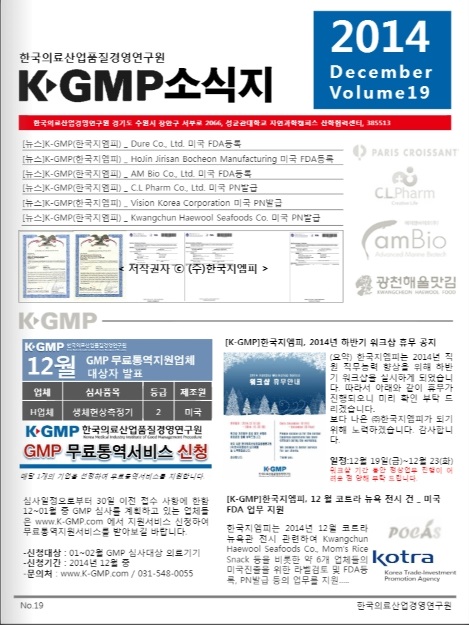 한국의료산업품질경영연구원
K▶GMP소식지
2014
December
Volume19
한국의료산업경영연구원 경기도 수원시 장안구 서부로 2066, 성균관대학교 자연과학캠퍼스 산학협력센터, 385513
[뉴스]K-GMP(한국지엠피) _ Dure Co., Ltd. 미국 FDA등록
[뉴스]K-GMP(한국지엠피) _ HoJin Jirisan Bocheon Manufacturing 미국 FDA등록
[뉴스]K-GMP(한국지엠피) _ AM Bio Co., Ltd. 미국 FDA등록
[뉴스]K-GMP(한국지엠피) _ C.L Pharm Co., Ltd. 미국 PN발급
[뉴스]K-GMP(한국지엠피) _ Vision Korea Corporation 미국 PN발급
[뉴스]K-GMP(한국지엠피) _ Kwangchun Haewool Seafoods Co. 미국 PN발급
< 저작권자 ⓒ (주)한국지엠피 >
PARIS CROISSANT
CLPharm
Creative Life
amBio
Advanced Marine Biotech
광천해울맛김
KWANGCHEON HAEWOOL FOOD
K▶GMP
K▶GMP 한국의료산업품질경영연구원
12월 GMP 무료통역지원업체
대상자 발표
업체 심사품목 등급 제조원
H업체 생체현상측정기 2 미국
K▶GMP 한국의료산업품질경영연구원
GMP 무료통역서비스 신청
매달 1개의 기업을 선정하여 무료통역서비스를 지원합니다.
심사일정으로부터 30일 이전 접수 사항에 한함
12~01월 중 GMP 심사를 계획하고 있는 업체들
은 www.K-GMP.com 에서 지원서비스 신청하여
무료통역지원서비스를 받아보길 바랍니다.
-신청대상 : 01~02월 GMP 심사대상 의료기기
-신청기간 : 2014년 12월 중
-문의처 : www.K-GMP.com / 031-548-0055
[K-GMP]한국지엠피, 2014년 하반기 워크샵 휴무 공지
워크샵 휴무안내
(요약) 한국지엠피는 2014년 직
원 직무능력 향상을 위해 하반
기 워크샵을 실시하게 되었습니
다. 따라서 아래와 같이 휴무가
진행되오니 미리 확인 부탁 드
리겠습니다.
보다 나은 ㈜한국지엠피가 되기
위해 노력하겠습니다. 감사합니
다.
일정:12월 19일(금)~12월 23일(화)
워크샵 기간 동안 정상업무 진행이 어
려운 점 양해 부탁 드립니다.
[K-GMP]한국지엠피, 12 월 코트라 뉴욕 전시 건 _ 미국
FDA 업무 지원
한국지엠피는 2014년 12월 코트라
뉴욕관 전시 관련하여 Kwangchun
Haewool Seafoods Co., Mom's Rice
Snack 등을 비롯한 약 6개 업체들의
미국진출을 위한 라벨검토 및 FDA등
록, PN발급 등의 업무를 지원.....
POCAS
kotra
Korea Trade-Investment
Promotion Agency
No.19
한국의료산업품질경영연구원